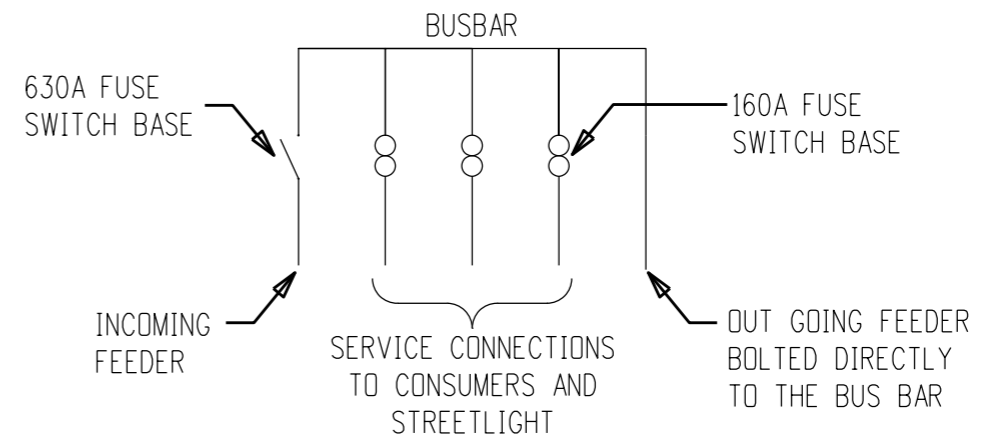 BUSBAR
630A FUSE
SWITCH BASE
160A FUSE
SWITCH BASE
INCOMING
FEEDER
SERVICE CONNECTIONS
TO CONSUMERS AND
STREETLIGHT
OUT GOING FEEDER
BOLTED DIRECTLY
TO THE BUS BAR